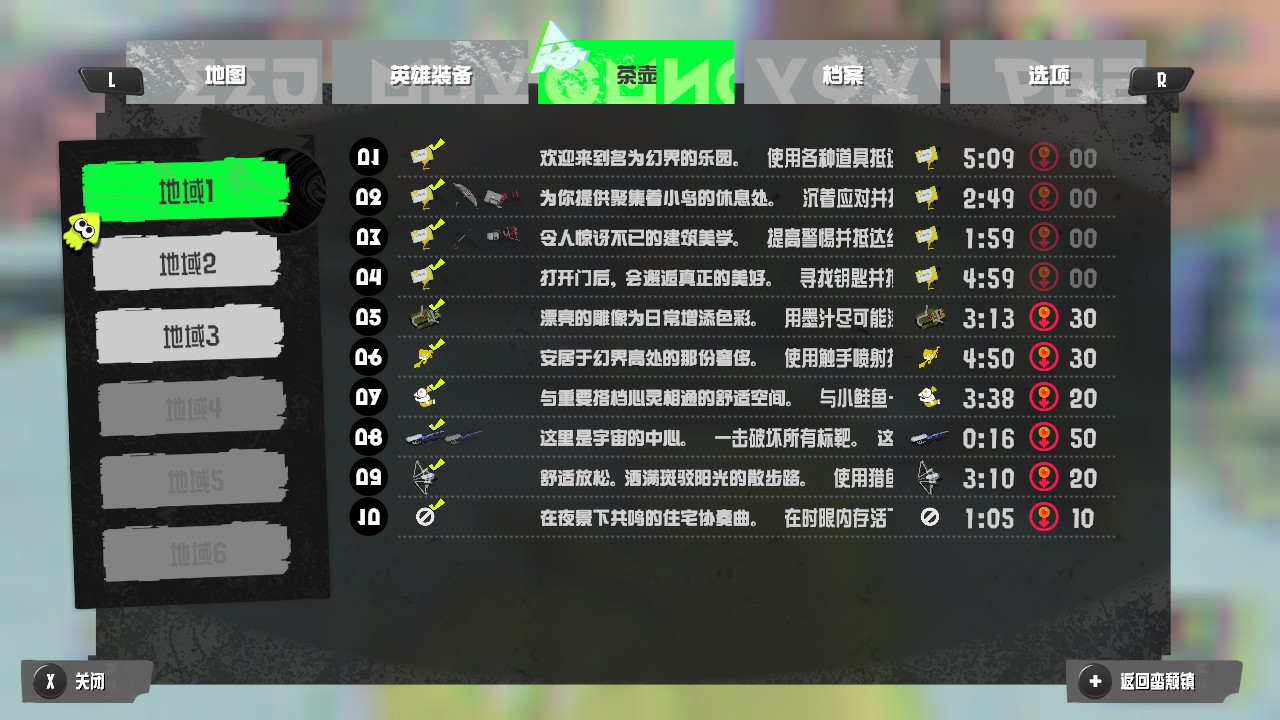 L 地图 英雄装备 茶壶 档案 选项 R
地域1
地域2
地域3
地域4
地域5
地域6
01 欢迎来到名为幻界的乐园。 使用各种道具抵达 5:09 00
02 为你提供聚集着小鸟的休息处。 沉着应对并 2:49 00
03 令人惊讶不已的建筑美学。 提高警惕并抵达 1:59 00
04 打开门后，会邂逅真正的美好。 寻找钥匙并 4:59 00
05 漂亮的雕像为日常增添色彩。 用墨汁尽可能 3:13 30
06 安居于幻界高处的那份奢侈。 使用触手喷射 4:50 30
07 与重要搭档心灵相通的舒适空间。 与小鲑鱼 3:38 20
08 这里是宇宙的中心。 一击破坏所有标靶。 这 0:16 50
09 舒适放松。洒满斑驳阳光的散步路。 使用猎鱼 3:10 20
10 在夜景下共鸣的住宅协奏曲。 在时限内存活 1:05 10
X 关闭
+ 返回蛮颓镇